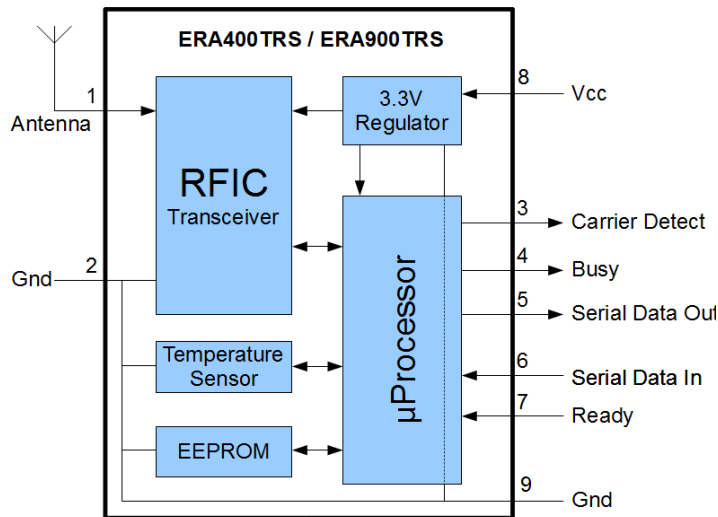 ERA400TRS / ERA900TRS
1
Antenna
RFIC
Transceiver
3.3V
Regulator
8
Vcc
3
Carrier Detect
4
Busy
5
Serial Data Out
2
Gnd
Temperature
Sensor
EEPROM
µProcessor
6
Serial Data In
7
Ready
9
Gnd